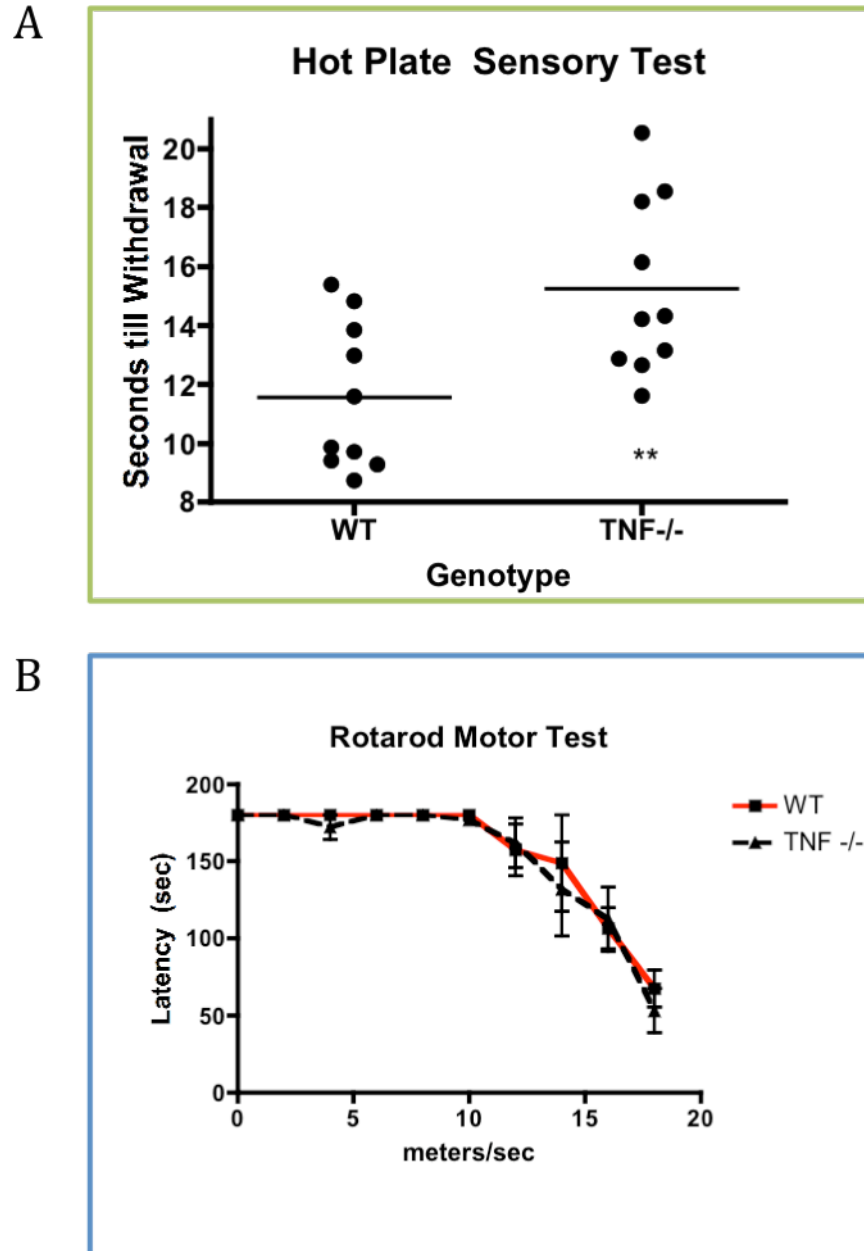 A
Hot Plate Sensory Test
Seconds till Withdrawal
20
18
16
14
12
10
8
**
WT
TNF-/-
Genotype
B
Rotarod Motor Test
Latency (sec)
200
150
100
50
0
0
5
10
15
20
meters/sec
WT
TNF -/-